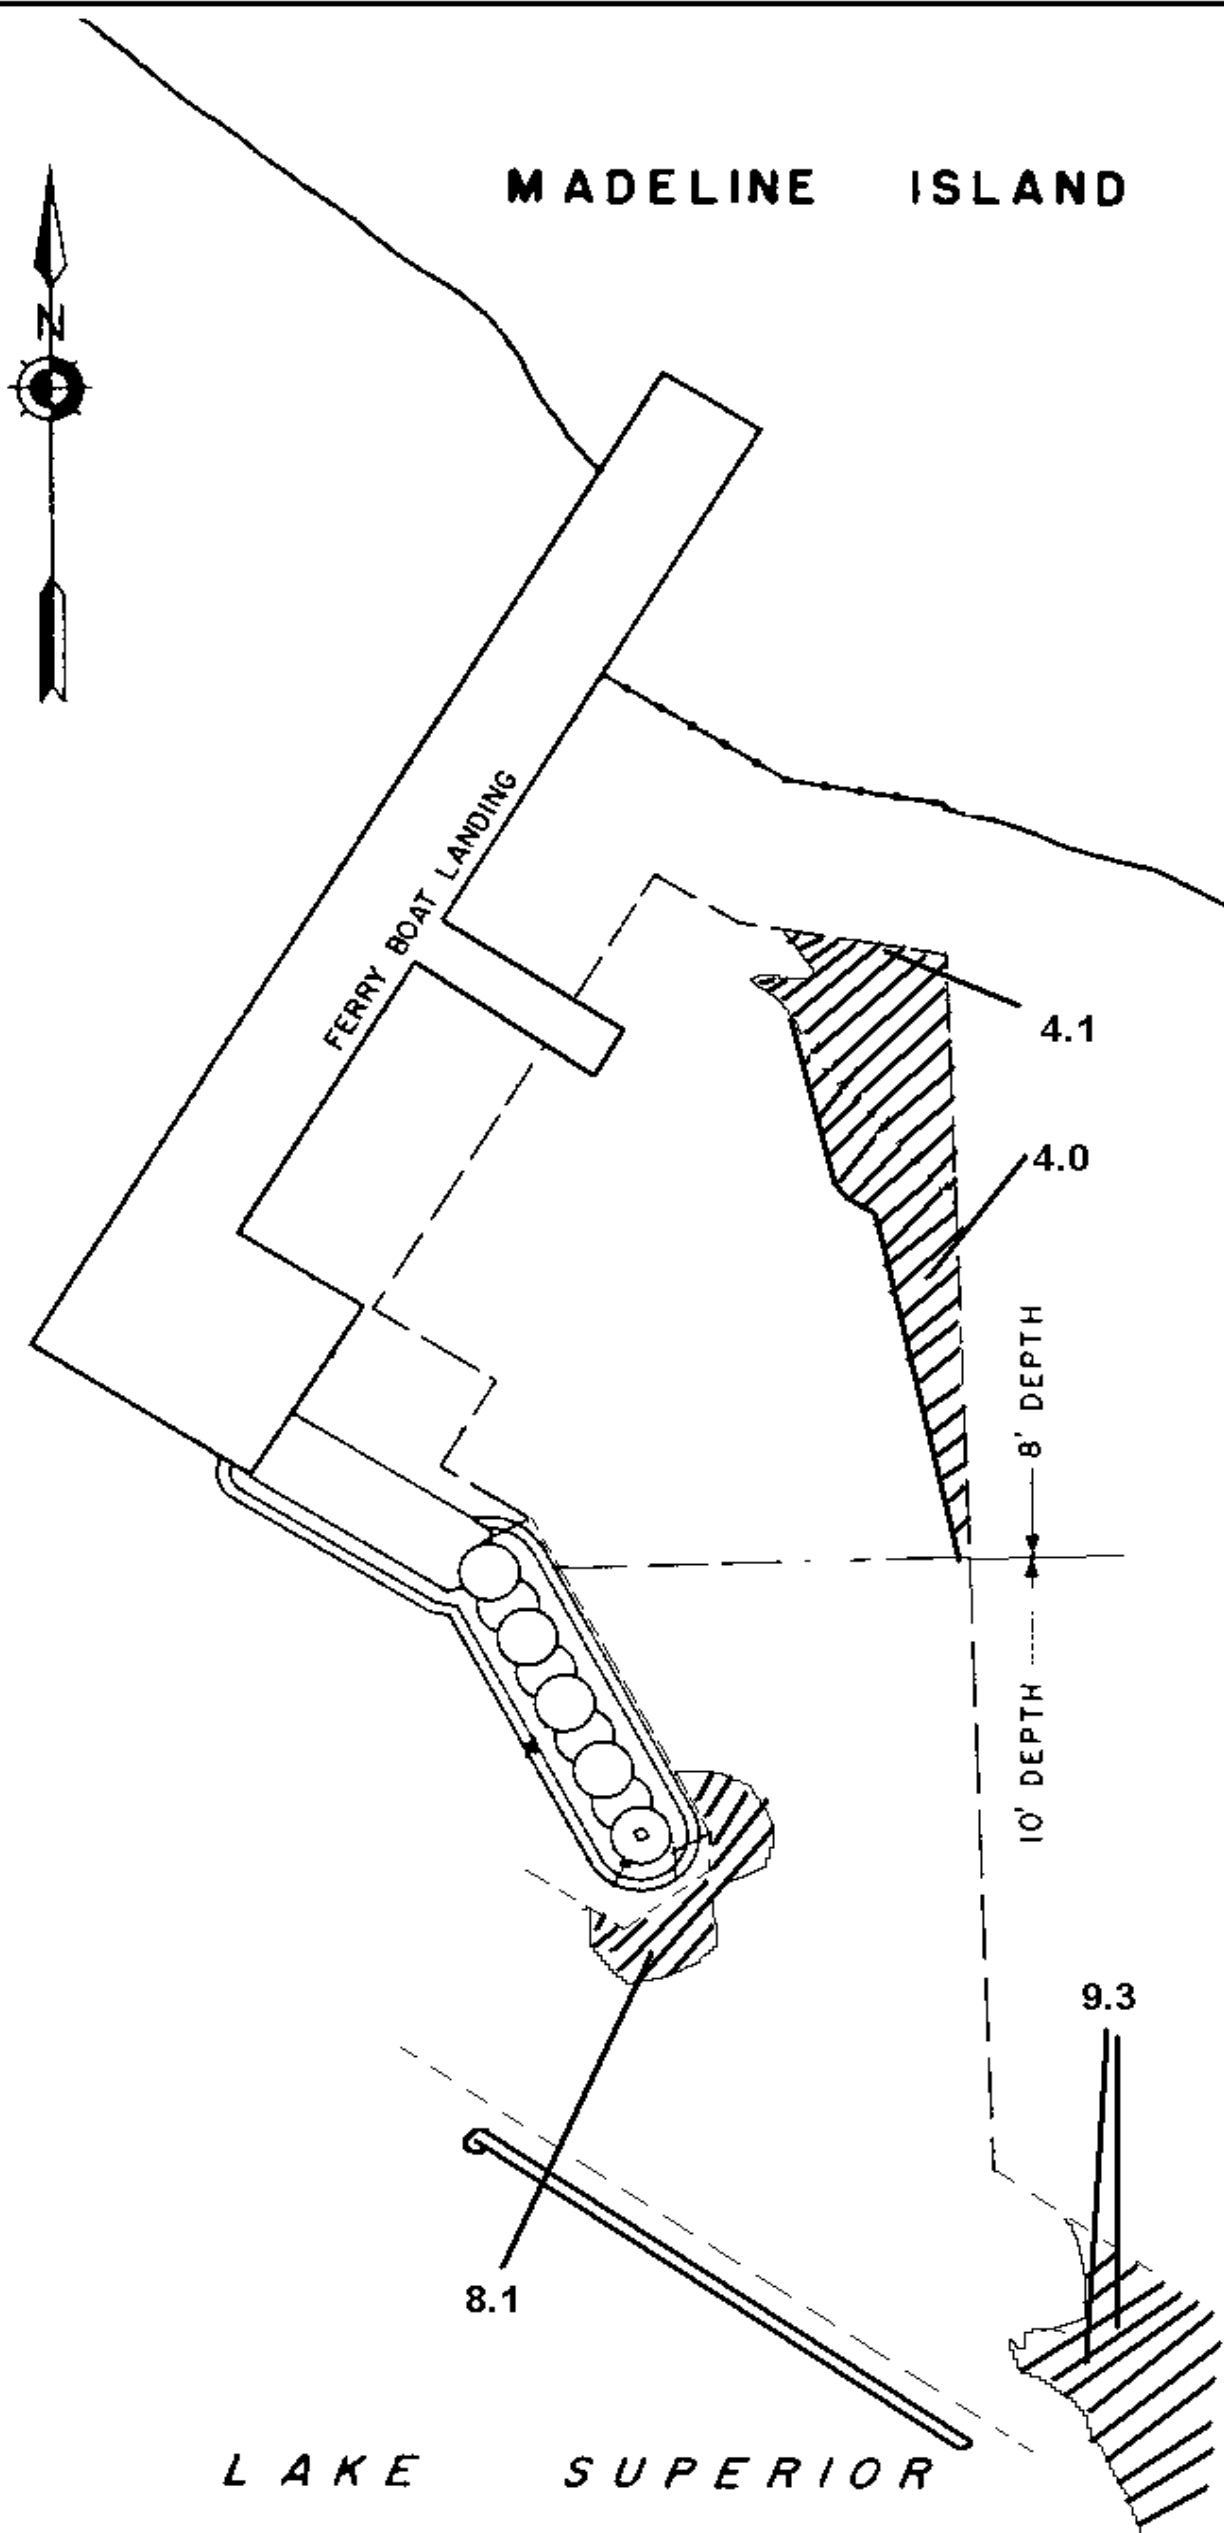 MADELINE ISLAND
N
FERRY BOAT LANDING
4.1
4.0
8' DEPTH
10' DEPTH
9.3
8.1
LAKE SUPERIOR